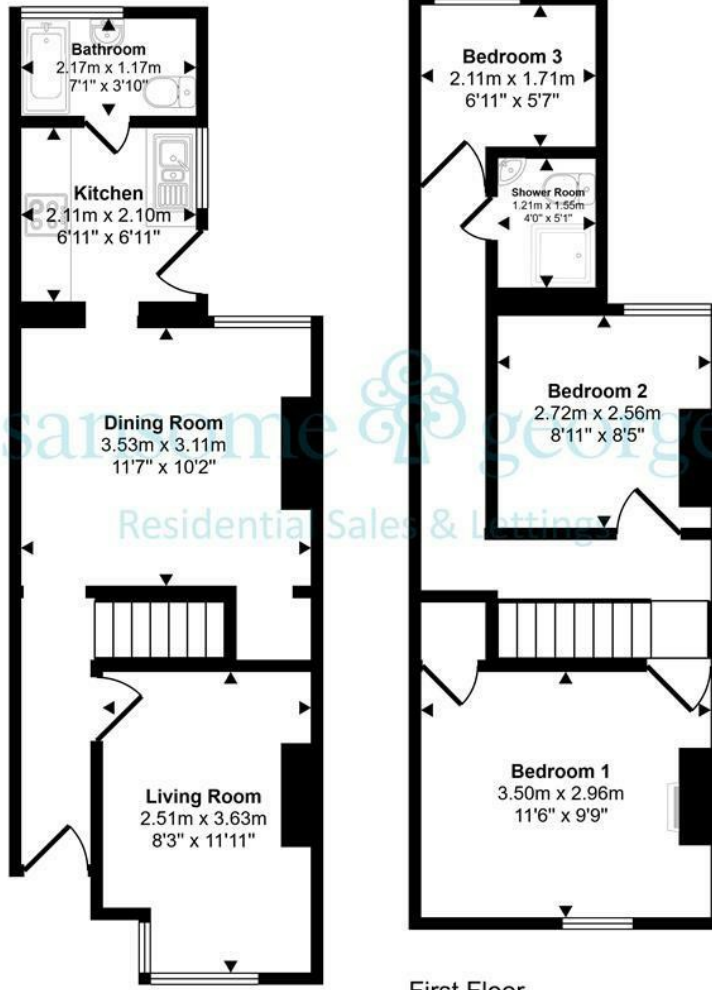 Bathroom
2.17m x 1.17m
7'1" x 3'10"
Kitchen
2.11m x 2.10m
6'11" x 6'11"
Dining Room
3.53m x 3.11m
11'7" x 10'2"
Living Room
2.51m x 3.63m
8'3" x 11'11"
Bedroom 3
2.11m x 1.71m
6'11" x 5'7"
Shower Room
1.21m x 1.55m
4'0" x 5'1"
Bedroom 2
2.72m x 2.56m
8'11" x 8'5"
Bedroom 1
3.50m x 2.96m
11'6" x 9'9"
First Floor
sansome george
Residential Sales & Lettings